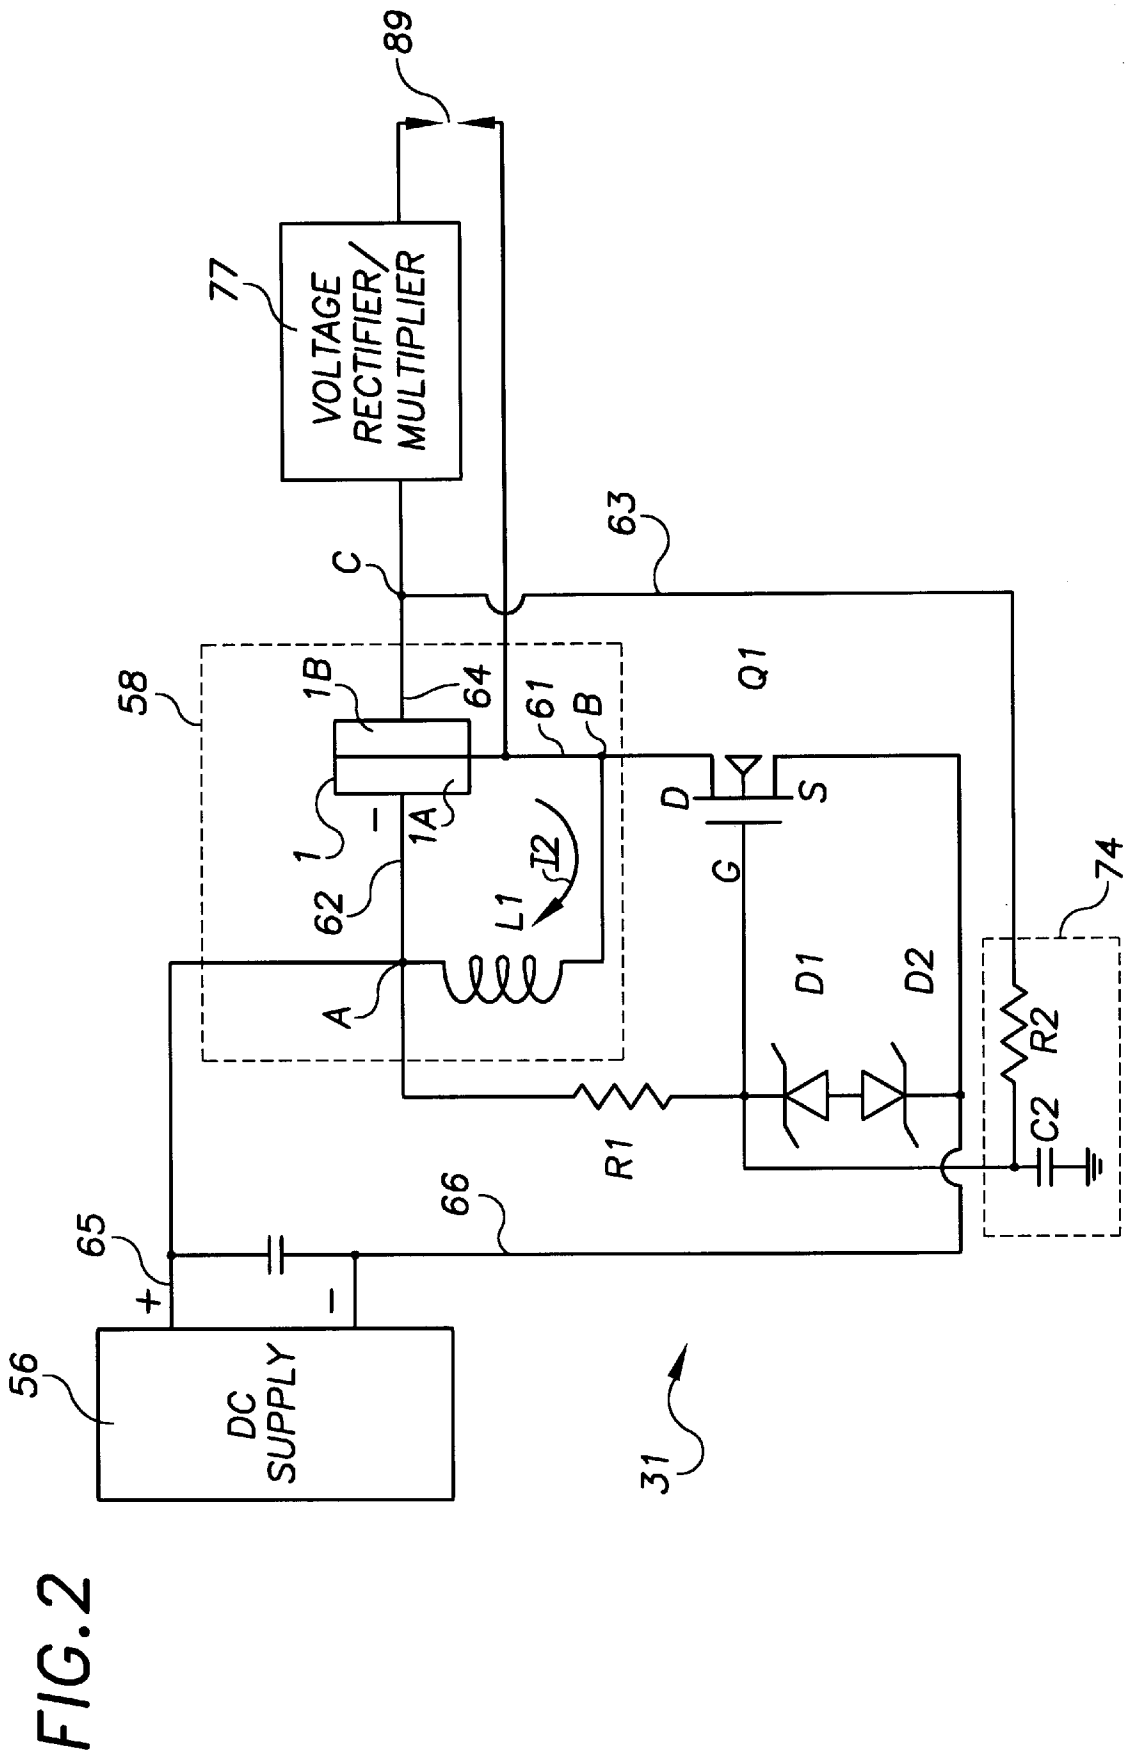 FIG.2
56
DC
SUPPLY
+
65
−
66
31
58
A
62
−
1
1A
1B
64
C
L1
I2
61
B
77
VOLTAGE
RECTIFIER/
MULTIPLIER
89
63
R1
G
D
S
Q1
D1
D2
C2
R2
74